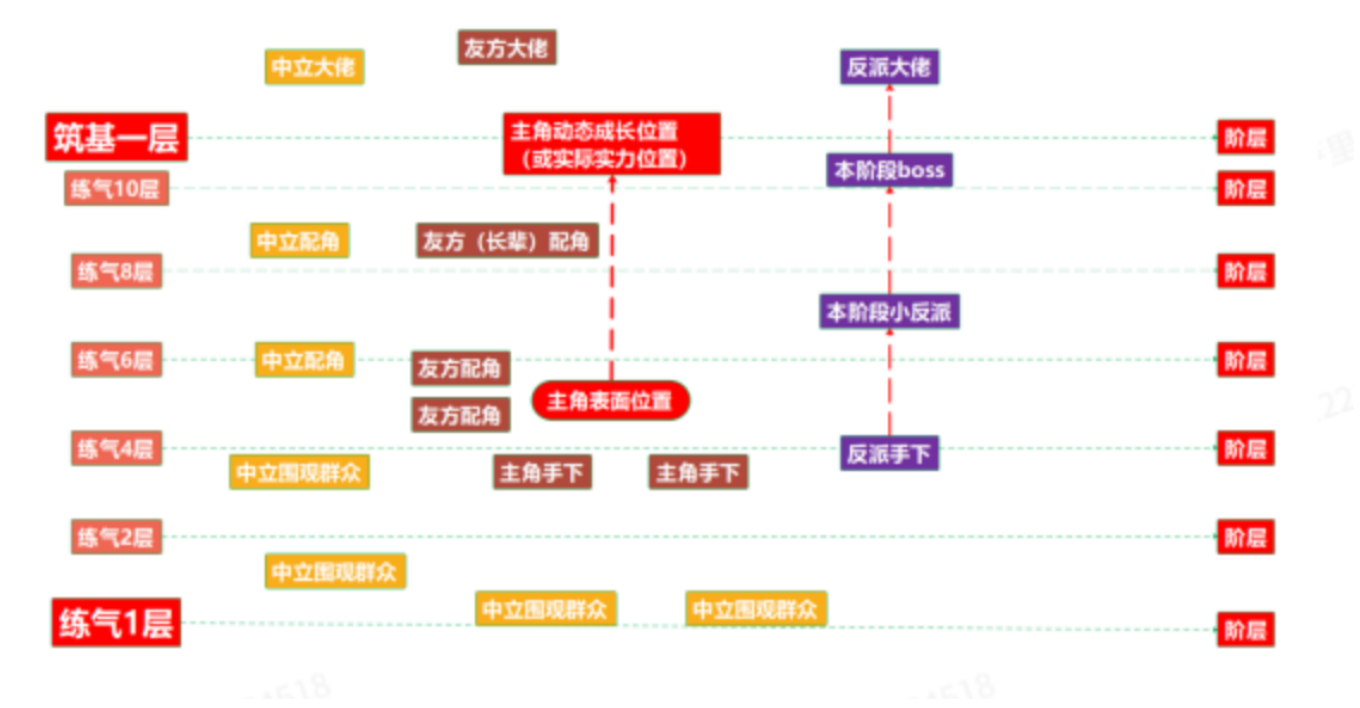 友方大佬
中立大佬
反派大佬
筑基一层
主角动态成长位置
（或实际实力位置）
阶层
本阶段boss
练气10层
阶层
中立配角
友方（长辈）配角
练气8层
阶层
本阶段小反派
练气6层
中立配角
友方配角
阶层
主角表面位置
友方配角
练气4层
反派手下
阶层
中立围观群众
主角手下
主角手下
练气2层
阶层
中立围观群众
中立围观群众
中立围观群众
练气1层
阶层